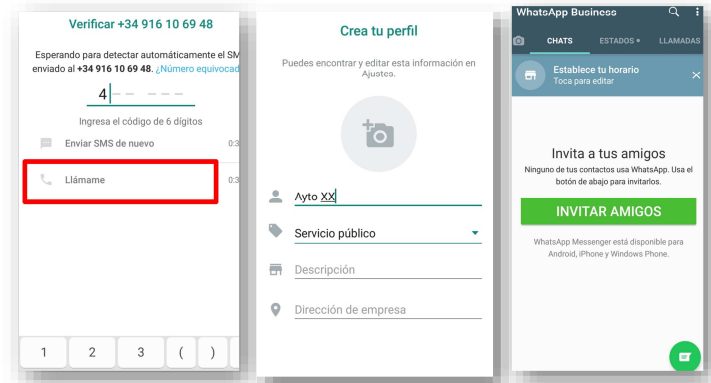 Verificar +34 916 10 69 48
Esperando para detectar automáticamente el SM
enviado al +34 916 10 69 48. ¿Número equivocad
4
Ingresa el código de 6 dígitos
Enviar SMS de nuevo 0:3
Llámame 0:3
1 2 3 ( )
Crea tu perfil
Puedes encontrar y editar esta información en
Ajustes.
Ayto XX
Servicio público
Descripción
Dirección de empresa
WhatsApp Business
CHATS ESTADOS LLAMADAS
Establece tu horario
Toca para editar
Invita a tus amigos
Ninguno de tus contactos usa WhatsApp. Usa el
botón de abajo para invitarlos.
INVITAR AMIGOS
WhatsApp Messenger está disponible para
Android, iPhone y Windows Phone.